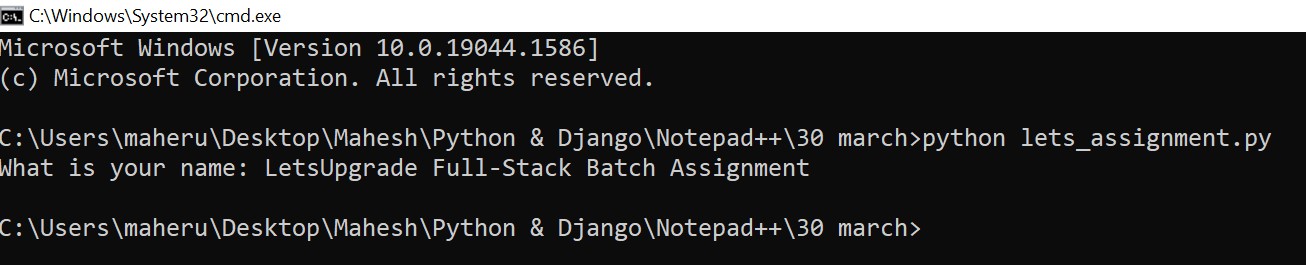 C:\Windows\System32\cmd.exe
Microsoft Windows [Version 10.0.19044.1586]
(c) Microsoft Corporation. All rights reserved.
C:\Users\maheru\Desktop\Mahesh\Python & Django\Notepad++\30 march>python lets_assignment.py
What is your name: LetsUpgrade Full-Stack Batch Assignment
C:\Users\maheru\Desktop\Mahesh\Python & Django\Notepad++\30 march>